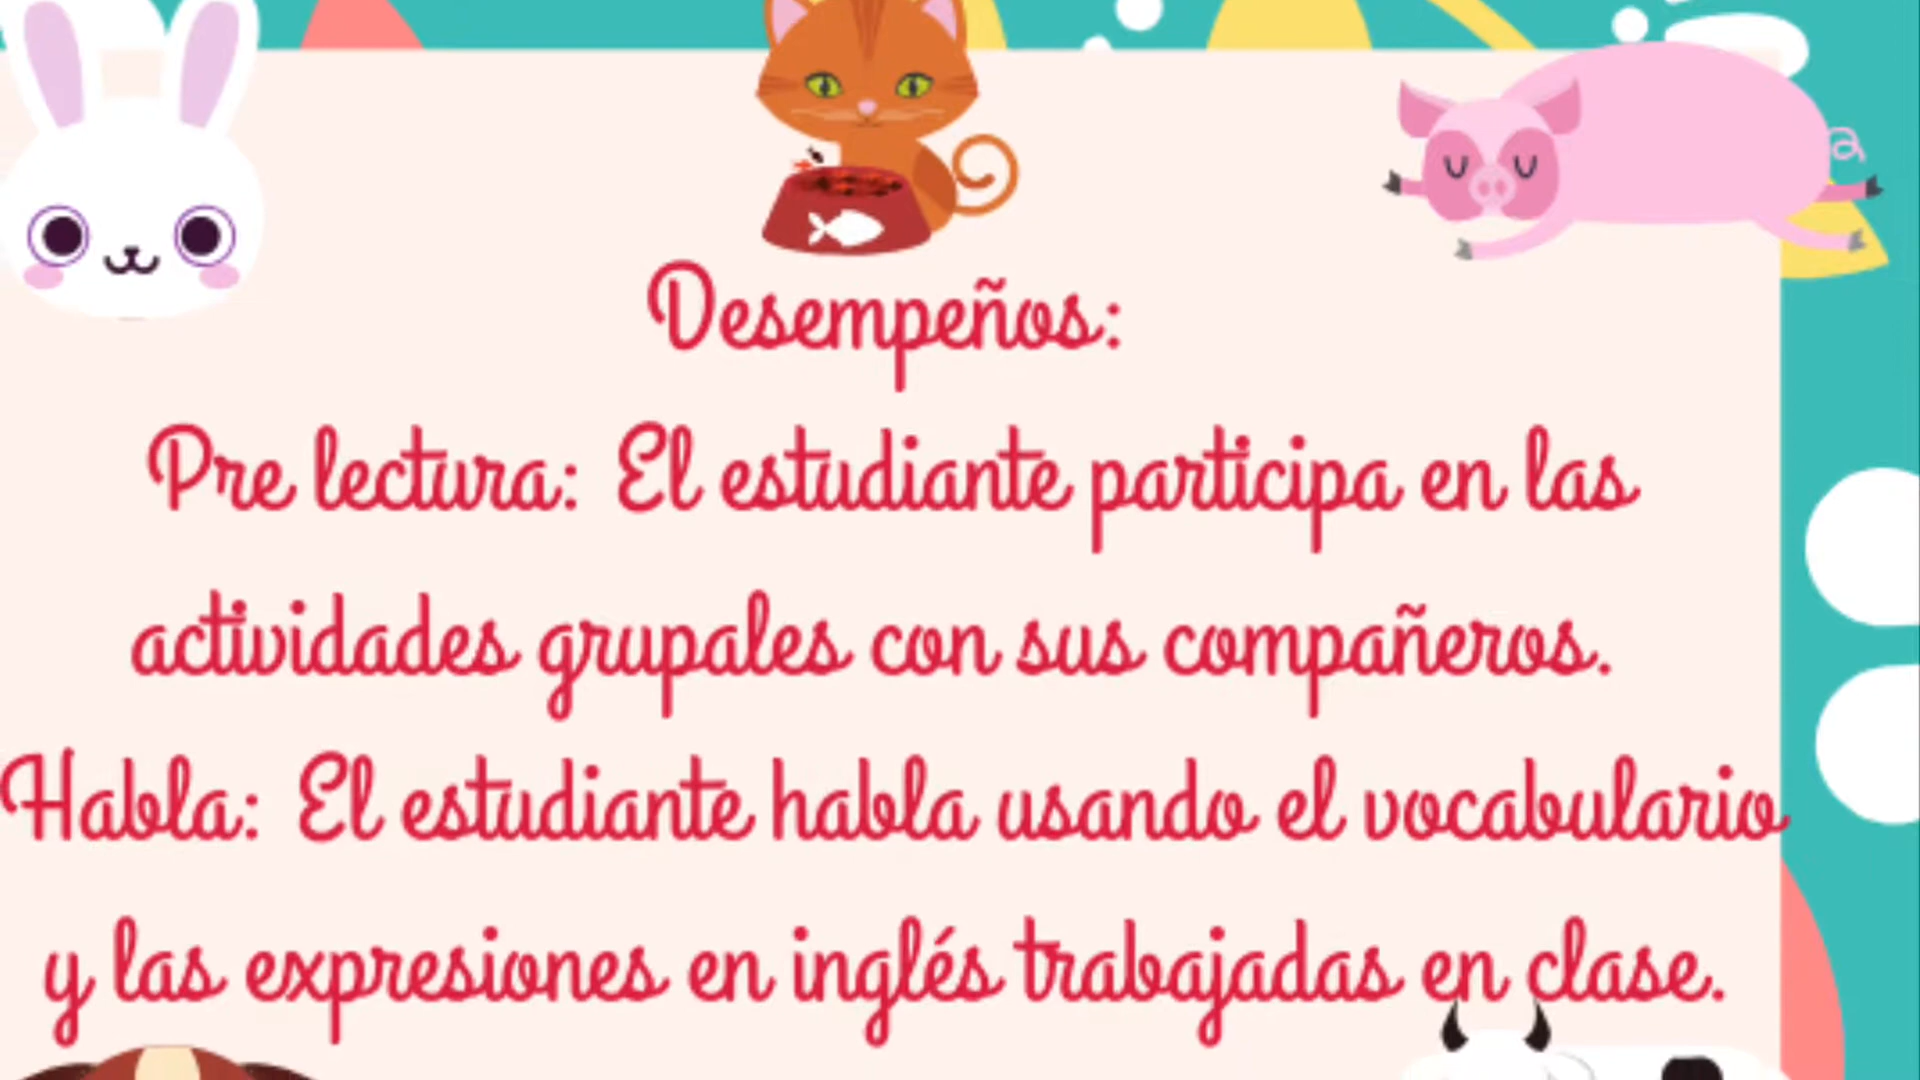 Desempeños:
Pre lectura: El estudiante participa en las
actividades grupales con sus compañeros.
Habla: El estudiante habla usando el vocabulario
y las expresiones en inglés trabajadas en clase.